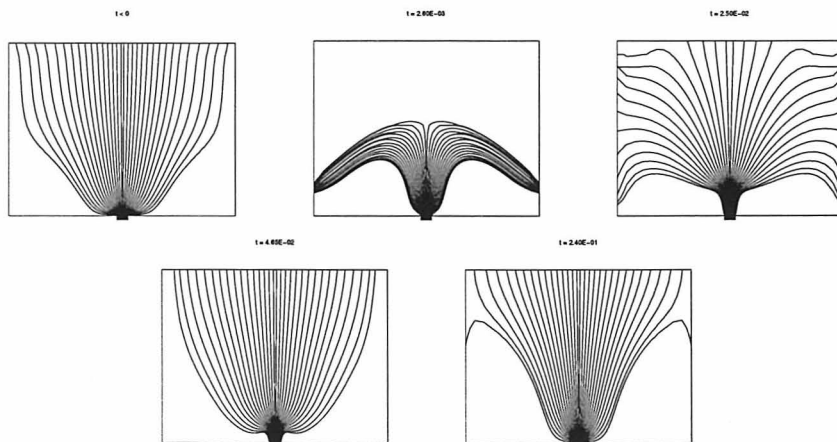 t < 0
t = 2.80E-03
t = 2.50E-02
t = 4.65E-02
t = 2.40E-01